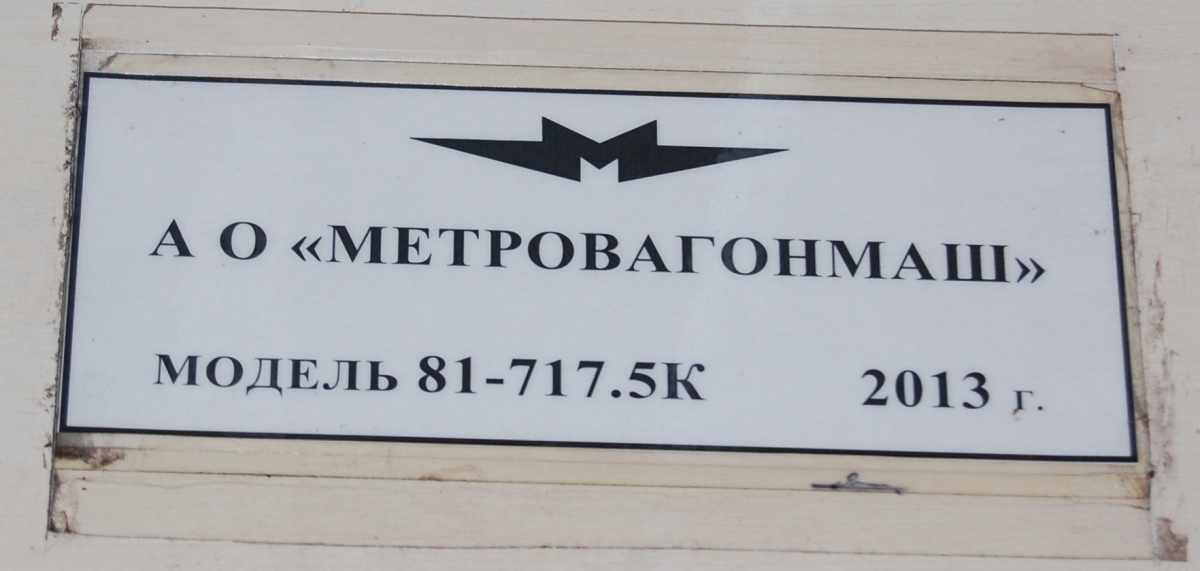 А О «МЕТРОВАГОНМАШ»
МОДЕЛЬ 81-717.5К 2013 г.